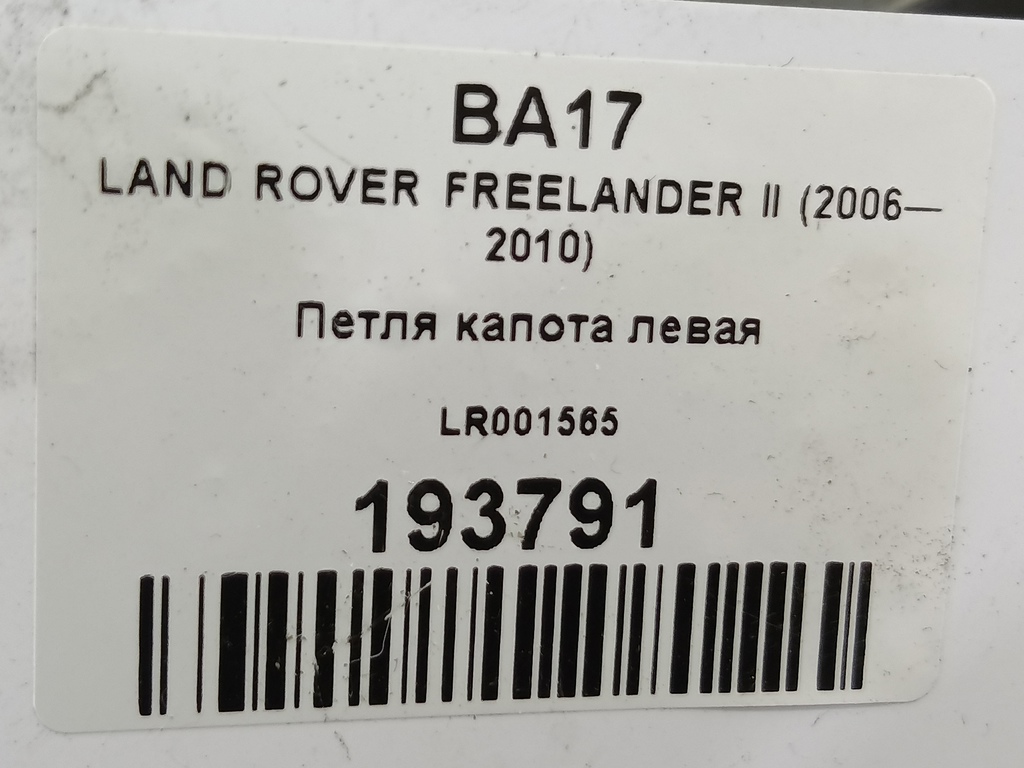 BA17
LAND ROVER FREELANDER II (2006—
2010)
Петля капота левая
LR001565
193791